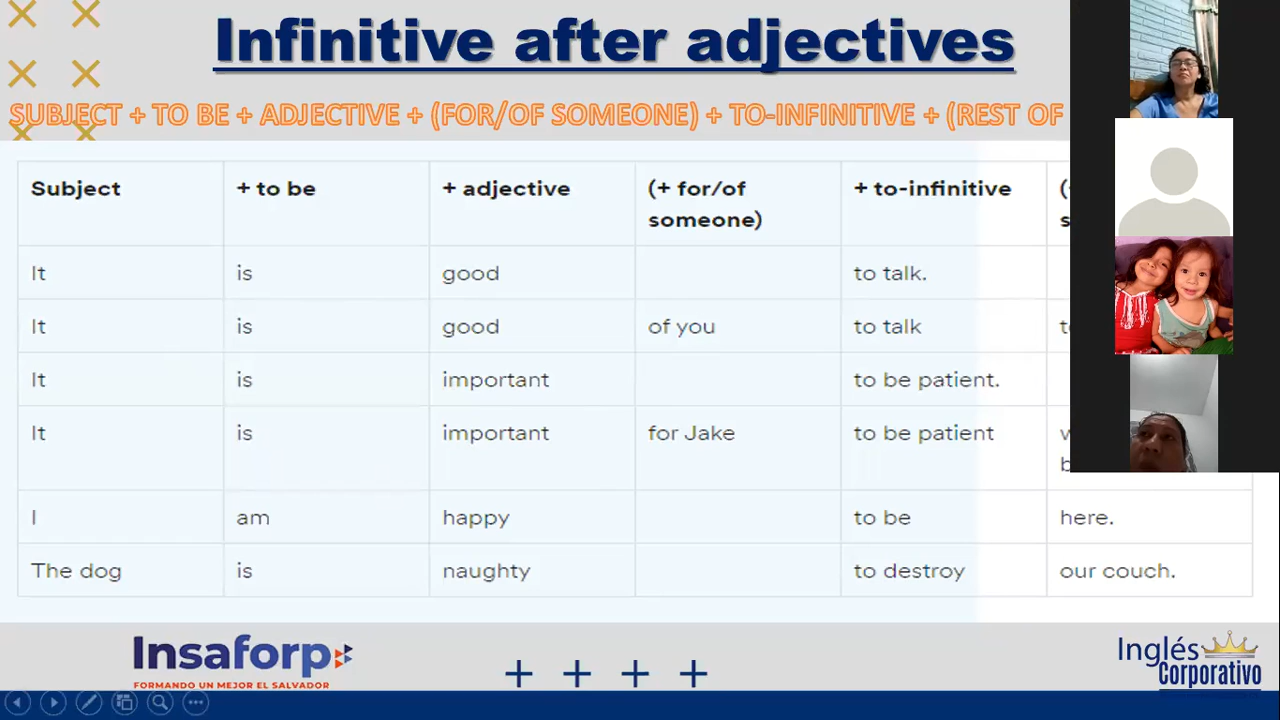 Infinitive after adjectives
SUBJECT + TO BE + ADJECTIVE + (FOR/OF SOMEONE) + TO-INFINITIVE + (REST OF
Subject + to be + adjective (+ for/of someone) + to-infinitive
It is good to talk.
It is good of you to talk
It is important to be patient.
It is important for Jake to be patient
I am happy to be here.
The dog is naughty to destroy our couch.
Insaforp
FORMANDO UN MEJOR EL SALVADOR
Inglés
Corporativo